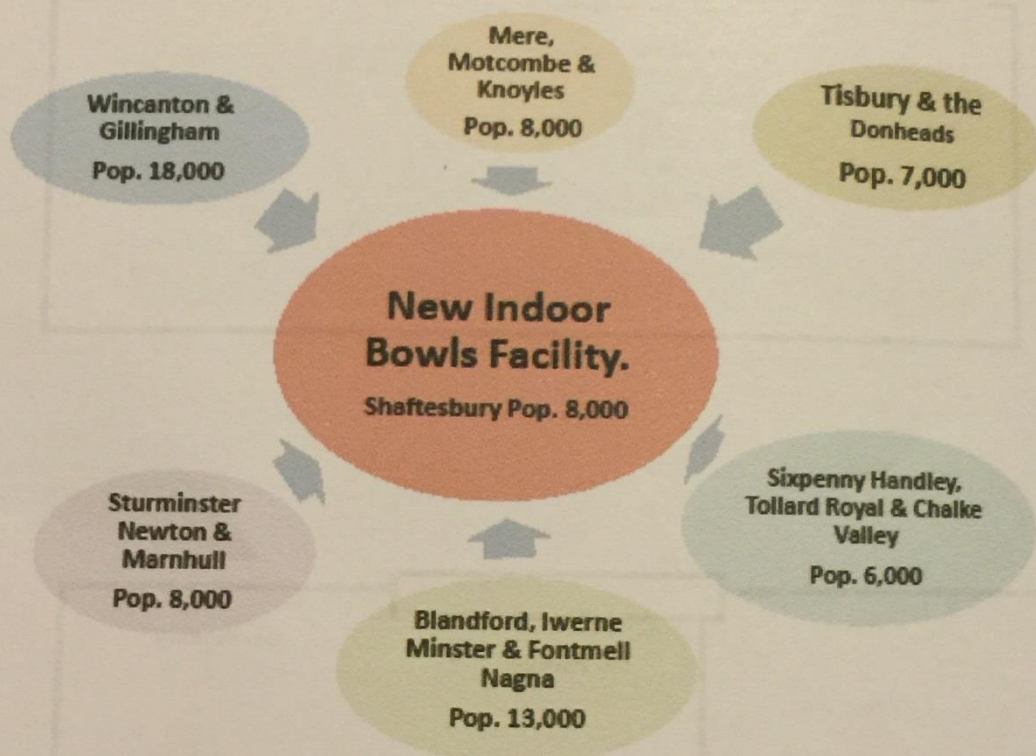 Mere,
Motcombe &
Knoyles
Pop. 8,000
Wincanton &
Gillingham
Pop. 18,000
Tisbury & the
Donheads
Pop. 7,000
New Indoor
Bowls Facility.
Shaftesbury Pop. 8,000
Sturminster
Newton &
Marnhull
Pop. 8,000
Sixpenny Handley,
Tollard Royal & Chalke
Valley
Pop. 6,000
Blandford, Iwerne
Minster & Fontmell
Nagna
Pop. 13,000